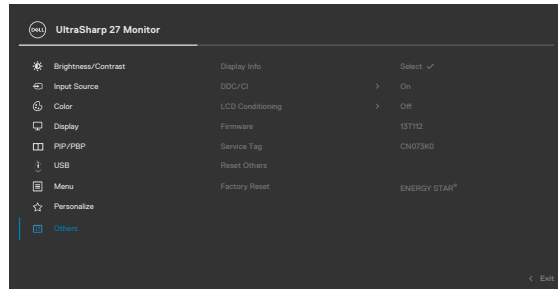 DELL UltraSharp 27 Monitor
Brightness/Contrast Display Info Select ✓
Input Source DDC/CI > On
Color LCD Conditioning > Off
Display Firmware 13T112
PIP/PBP Service Tag CN073K0
USB Reset Others
Menu Factory Reset ENERGY STAR®
Personalize
Others
< Exit